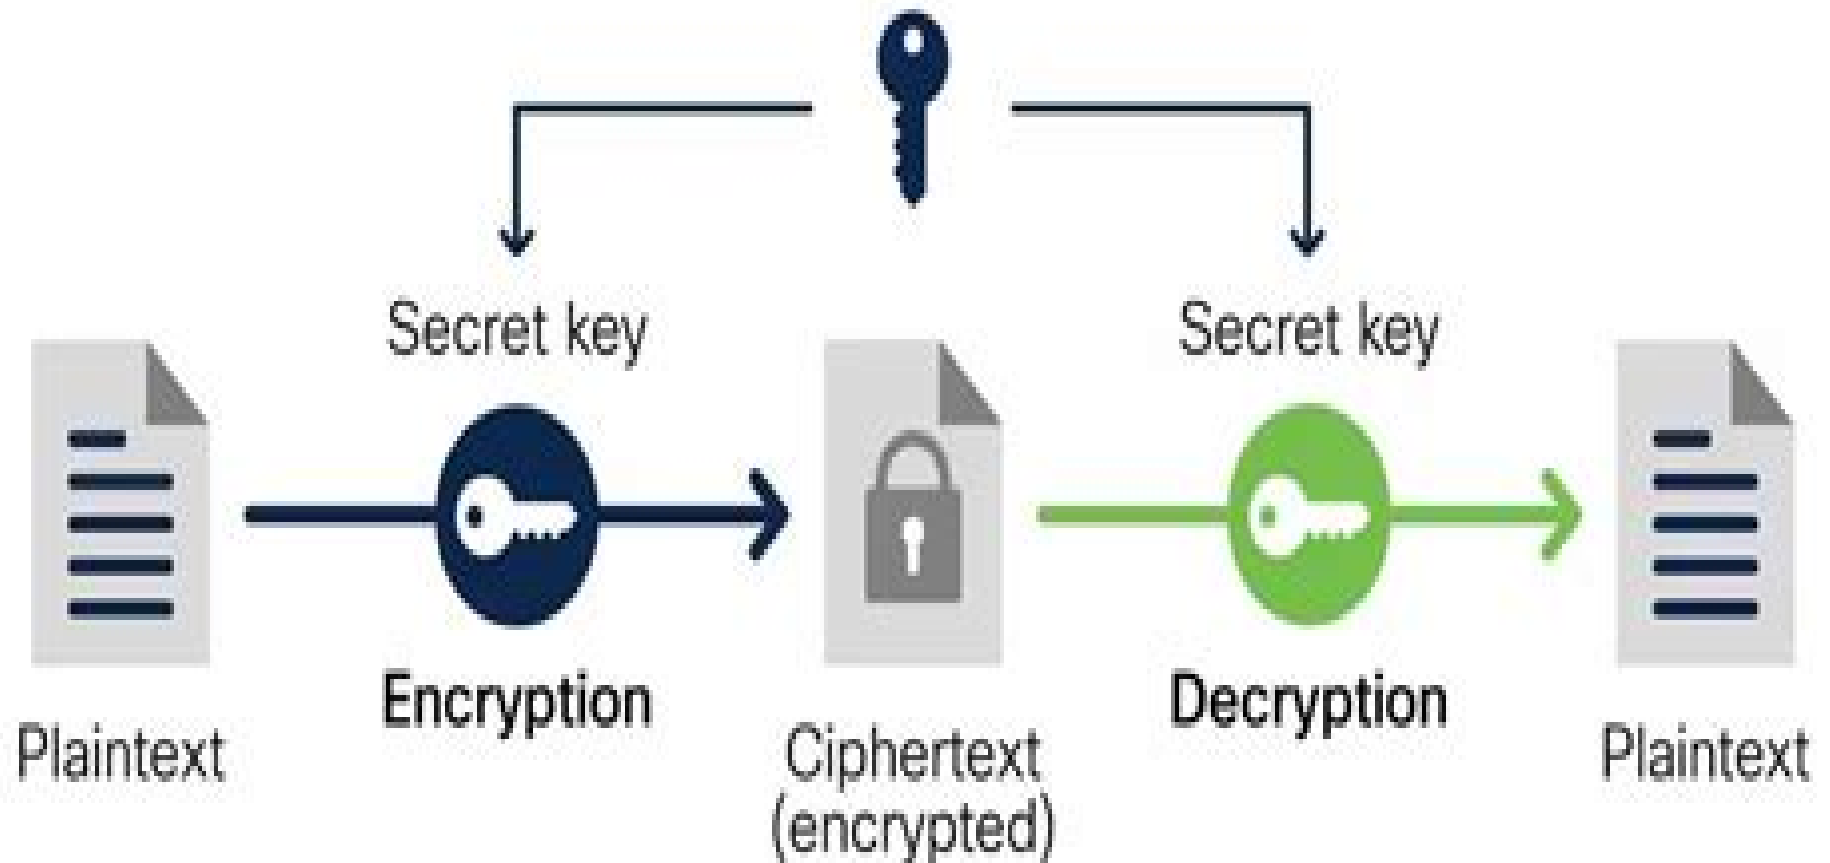 Secret key
Secret key
Encryption
Decryption
Plaintext
Ciphertext
(encrypted)
Plaintext